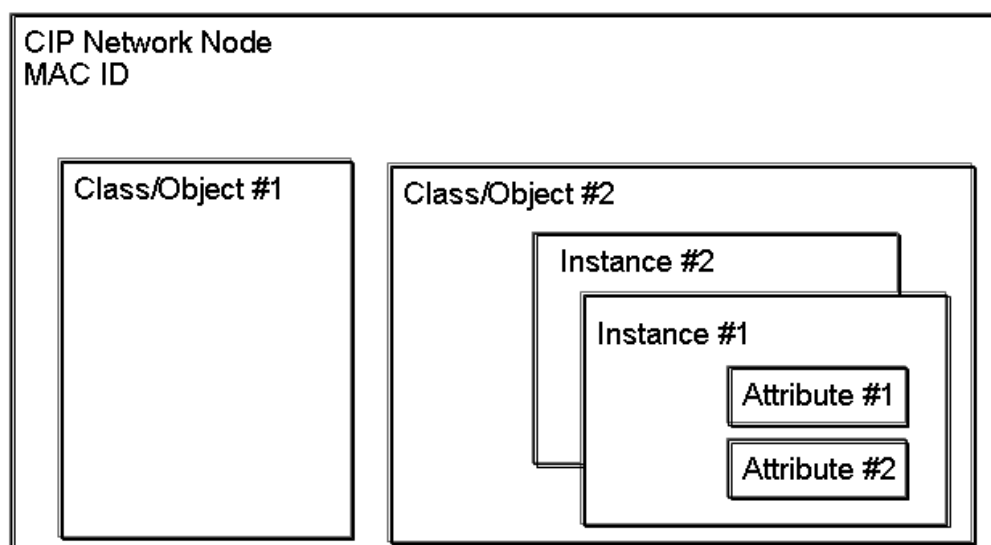 CIP Network Node
MAC ID
Class/Object #1
Class/Object #2
Instance #2
Instance #1
Attribute #1
Attribute #2